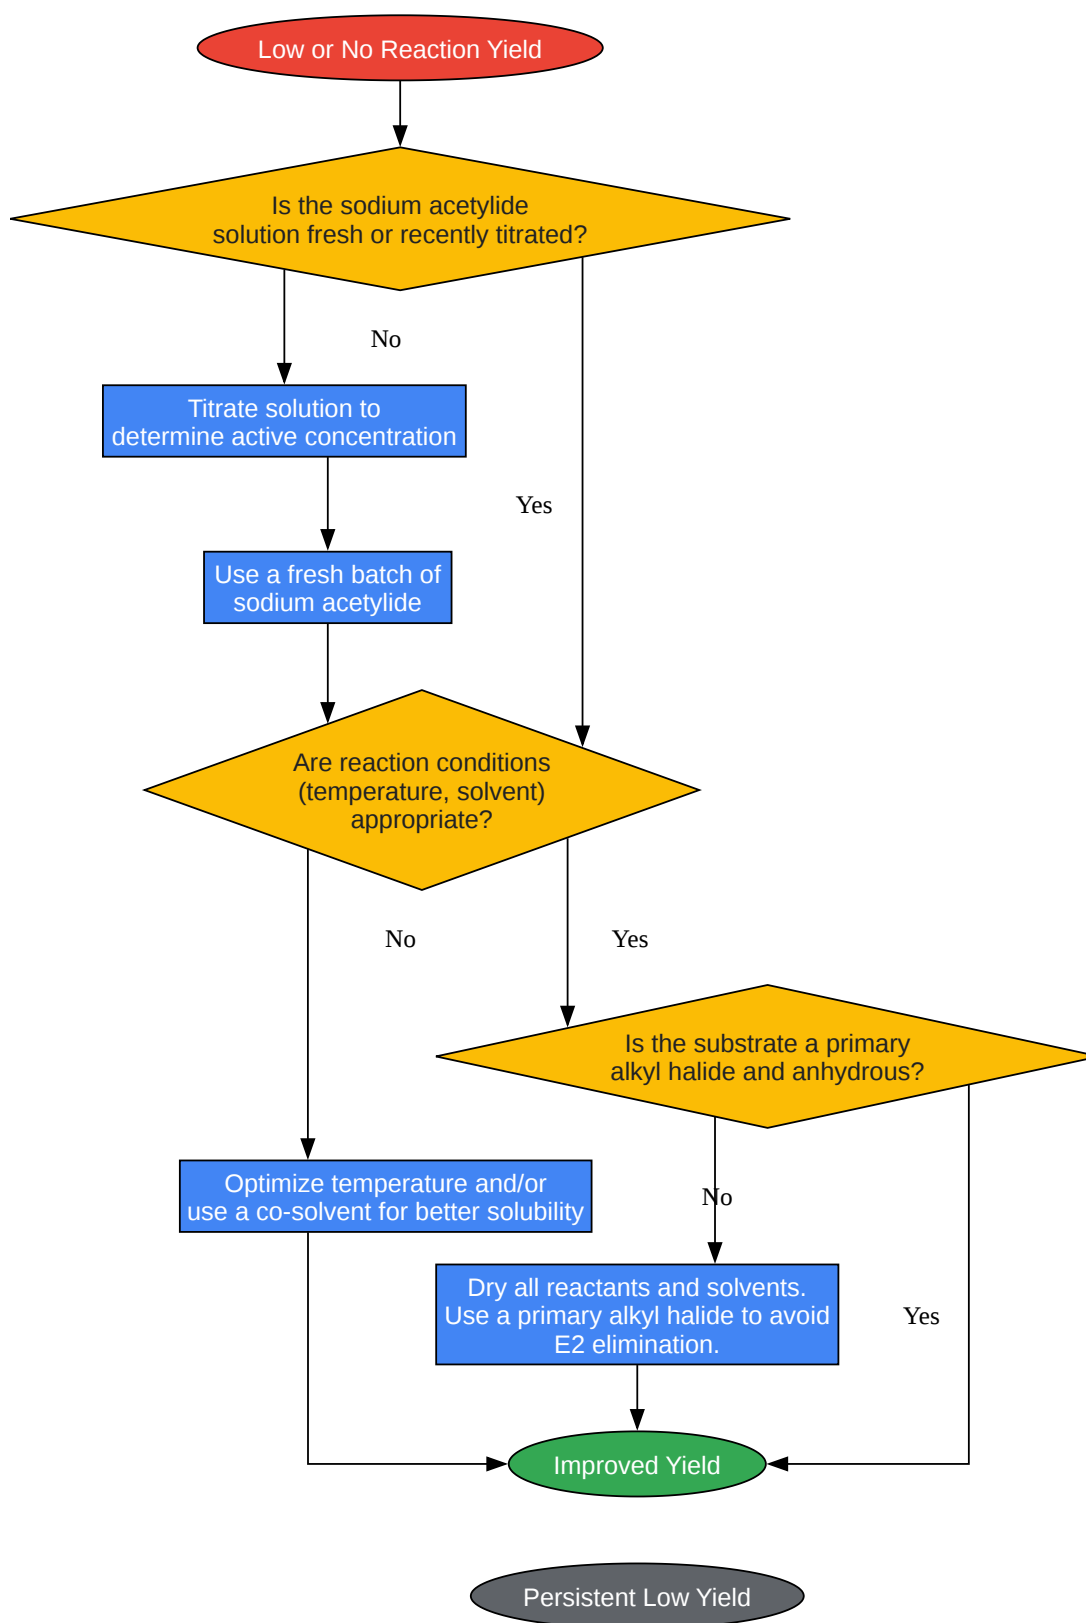 Low or No Reaction Yield
Is the sodium acetylide
solution fresh or recently titrated?
No
Titrate solution to
determine active concentration
Yes
Use a fresh batch of
sodium acetylide
Are reaction conditions
(temperature, solvent)
appropriate?
No
Yes
Is the substrate a primary
alkyl halide and anhydrous?
Optimize temperature and/or
use a co-solvent for better solubility
No
Dry all reactants and solvents.
Use a primary alkyl halide to avoid
E2 elimination.
Yes
Improved Yield
Persistent Low Yield